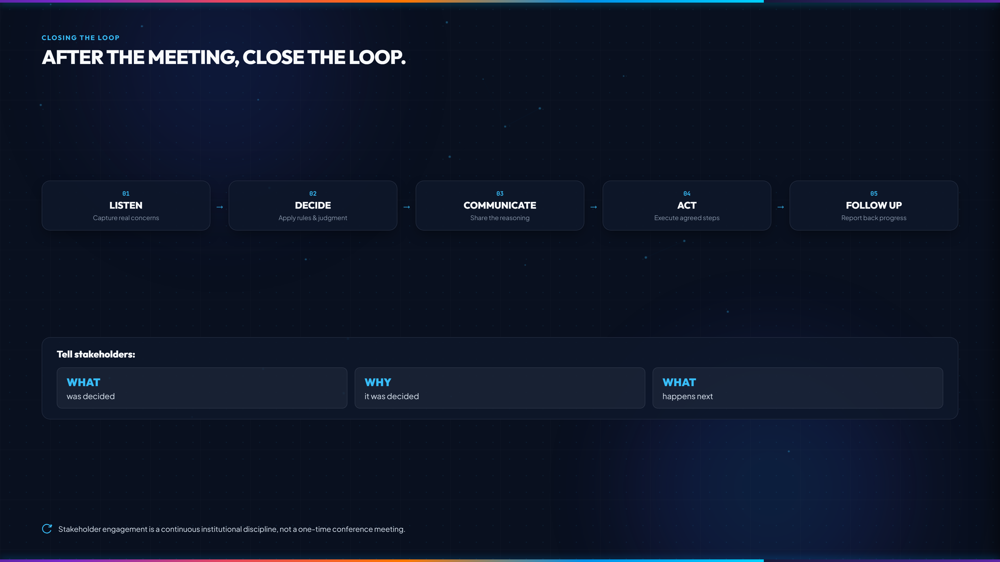 CLOSING THE LOOP
AFTER THE MEETING, CLOSE THE LOOP.
01
LISTEN
Capture real concerns
→
02
DECIDE
Apply rules & judgment
→
03
COMMUNICATE
Share the reasoning
→
04
ACT
Execute agreed steps
→
05
FOLLOW UP
Report back progress
Tell stakeholders:
WHAT
was decided
WHY
it was decided
WHAT
happens next
Stakeholder engagement is a continuous institutional discipline, not a one-time conference meeting.